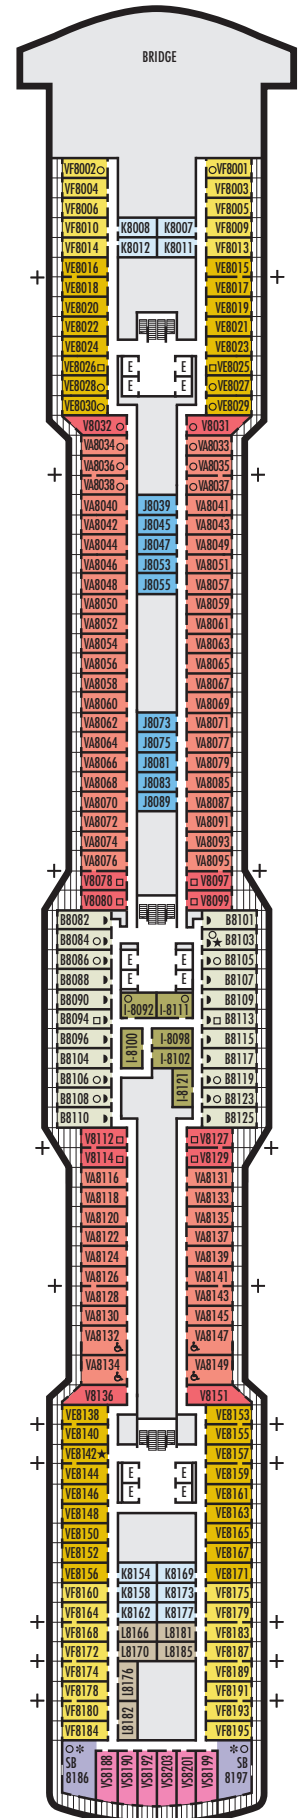 BRIDGE
VF8002 VF8001
VF8004 VF8003
VF8006 VF8005
VF8010 K8008 K8007 VF8009
VF8014 K8012 K8011 VF8013
VE8016 VE8015
VE8018 VE8017
VE8020 VE8019
VE8022 VE8021
VE8024 VE8023
VE8026 E E VE8025
VE8028 E E VE8027
VE8030 VE8029
V8032 V8031
VA8034 VA8033
VA8036 VA8035
VA8038 VA8037
VA8040 J8039 VA8041
VA8042 J8045 VA8043
VA8044 J8047 VA8049
VA8046 J8053 VA8051
VA8048 J8055 VA8057
VA8050 VA8059
VA8052 VA8061
VA8054 VA8063
VA8056 VA8065
VA8058 VA8067
VA8060 VA8069
VA8062 J8073 VA8071
VA8064 J8075 VA8077
VA8066 J8081 VA8079
VA8068 J8083 VA8085
VA8070 J8089 VA8087
VA8072 VA8091
VA8074 VA8093
VA8076 VA8095
V8078 V8097
V8080 V8099
B8082 B8101
B8084 B8103
B8086 E E B8105
B8088 E E B8107
B8090 I-8092 I-8111 B8109
B8094 B8113
B8096 I-8100 I-8098 B8115
B8104 I-8102 B8117
B8106 I-8121 B8119
B8108 B8123
B8110 B8125
V8112 V8127
V8114 V8129
VA8116 VA8131
VA8118 VA8133
VA8120 VA8135
VA8122 VA8137
VA8124 VA8139
VA8126 VA8141
VA8128 VA8143
VA8130 VA8145
VA8132 VA8147
VA8134 VA8149
V8136 V8151
VE8138 VE8153
VE8140 VE8155
VE8142★ VE8157
VE8144 E E VE8159
VE8146 E E VE8161
VE8148 VE8163
VE8150 VE8165
VE8152 VE8167
VE8156 K8154 K8169 VE8171
VF8160 K8158 K8173 VF8175
VF8164 K8162 K8177 VF8179
VF8168 L8166 L8181 VF8183
VF8172 L8170 L8185 VF8187
VF8174 L8176 VF8189
VF8178 VF8191
VF8180 L8182 VF8193
VF8184 VF8195
SB 8186 VS8188 VS8190 VS8192 VS8203 VS8201 VS8199 SB 8197